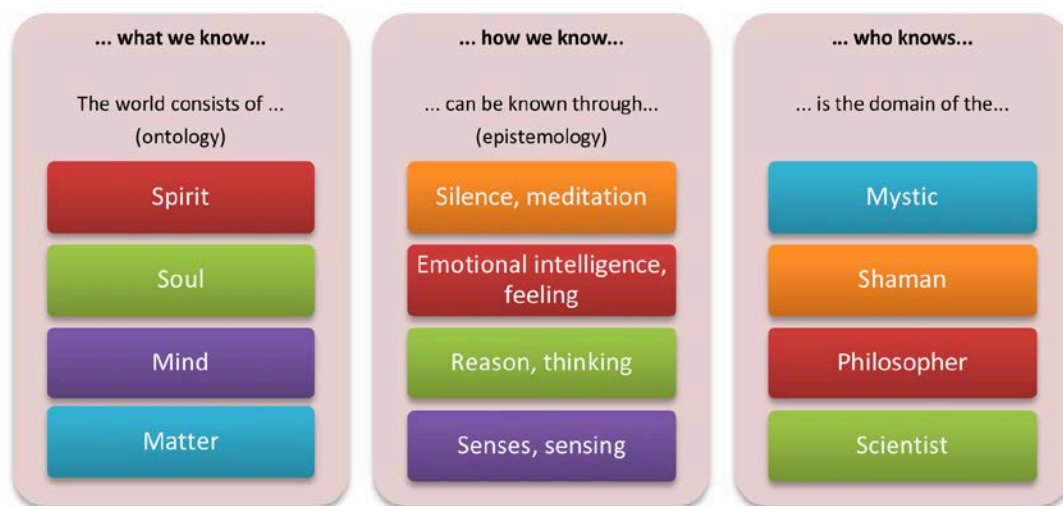 ... what we know...
The world consists of ...
(ontology)
Spirit
Soul
Mind
Matter
... how we know...
... can be known through...
(epistemology)
Silence, meditation
Emotional intelligence,
feeling
Reason, thinking
Senses, sensing
... who knows...
... is the domain of the...
Mystic
Shaman
Philosopher
Scientist